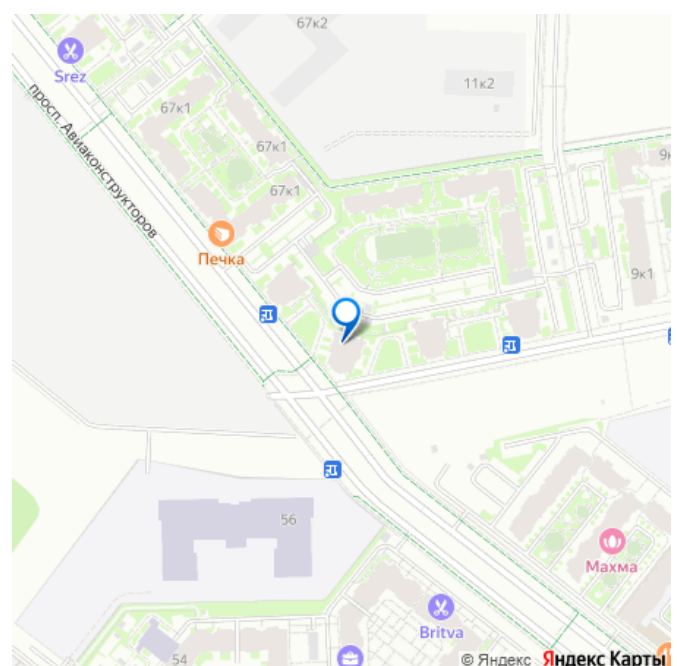 67к2
Srez
11к2
67к1
просп. Авиаконструкторов
67к1
9к
67к1
Печка
9к1
56
Махма
Britva
54
© Яндекс Яндекс Карты